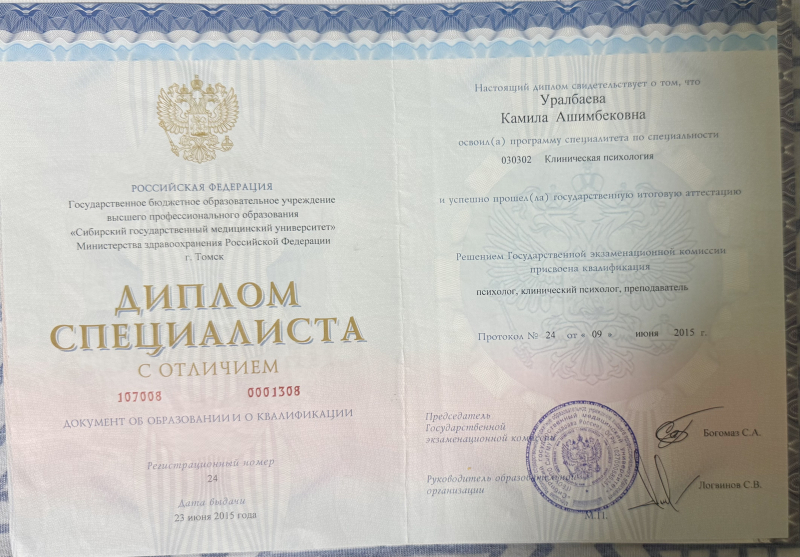 РОССИЙСКАЯ ФЕДЕРАЦИЯ
Государственное бюджетное образовательное учреждение
высшего профессионального образования
«Сибирский государственный медицинский университет»
Министерства здравоохранения Российской Федерации
г. Томск
ДИПЛОМ
СПЕЦИАЛИСТА
С ОТЛИЧИЕМ
107008 0001308
ДОКУМЕНТ ОБ ОБРАЗОВАНИИ И О КВАЛИФИКАЦИИ
Регистрационный номер
24
Дата выдачи
23 июня 2015 года
Настоящий диплом свидетельствует о том, что
Уралбаева
Камила Ашимбековна
освоил(а) программу специалитета по специальности
030302 Клиническая психология
и успешно прошел(ла) государственную итоговую аттестацию
Решением Государственной экзаменационной комиссии
присвоена квалификация
психолог, клинический психолог, преподаватель
Протокол № 24 от « 09 » июня 2015 г.
Председатель
Государственной
экзаменационной комиссии
Богомаз С.А.
Руководитель образовательной
организации
Логвинов С.В.
М.П.